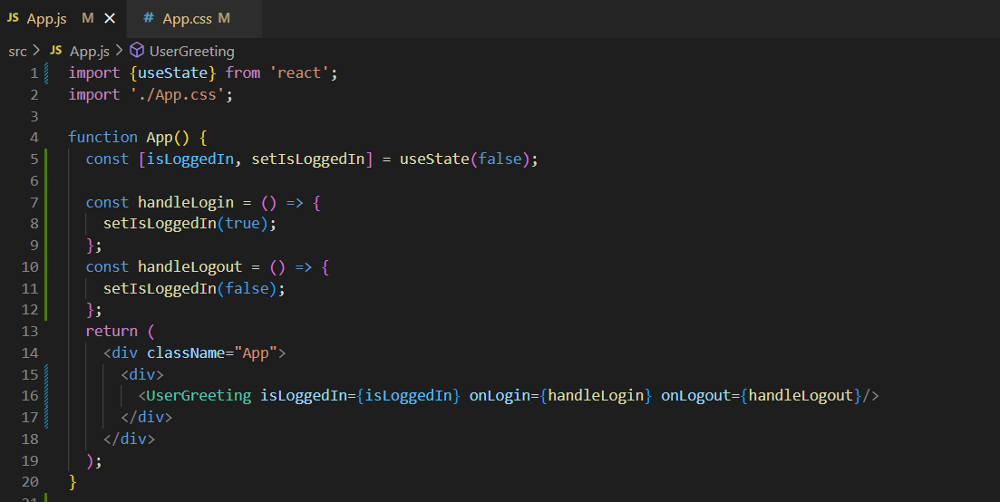 JS App.js M × # App.css M
src > JS App.js > UserGreeting
1 import {useState} from 'react';
2 import './App.css';
3
4 function App() {
5   const [isLoggedIn, setIsLoggedIn] = useState(false);
6
7   const handleLogin = () => {
8     setIsLoggedIn(true);
9   };
10   const handleLogout = () => {
11     setIsLoggedIn(false);
12   };
13   return (
14     <div className="App">
15       <div>
16         <UserGreeting isLoggedIn={isLoggedIn} onLogin={handleLogin} onLogout={handleLogout}/>
17       </div>
18     </div>
19   );
20 }
21